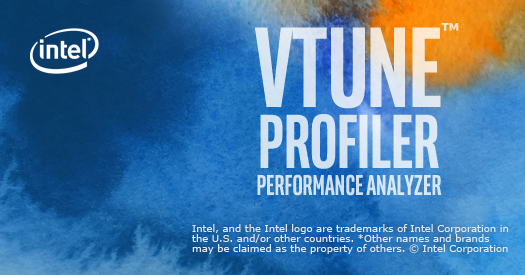 intel
VTUNE™
PROFILER
PERFORMANCE ANALYZER
Intel, and the Intel logo are trademarks of Intel Corporation in
the U.S. and/or other countries. *Other names and brands
may be claimed as the property of others. © Intel Corporation